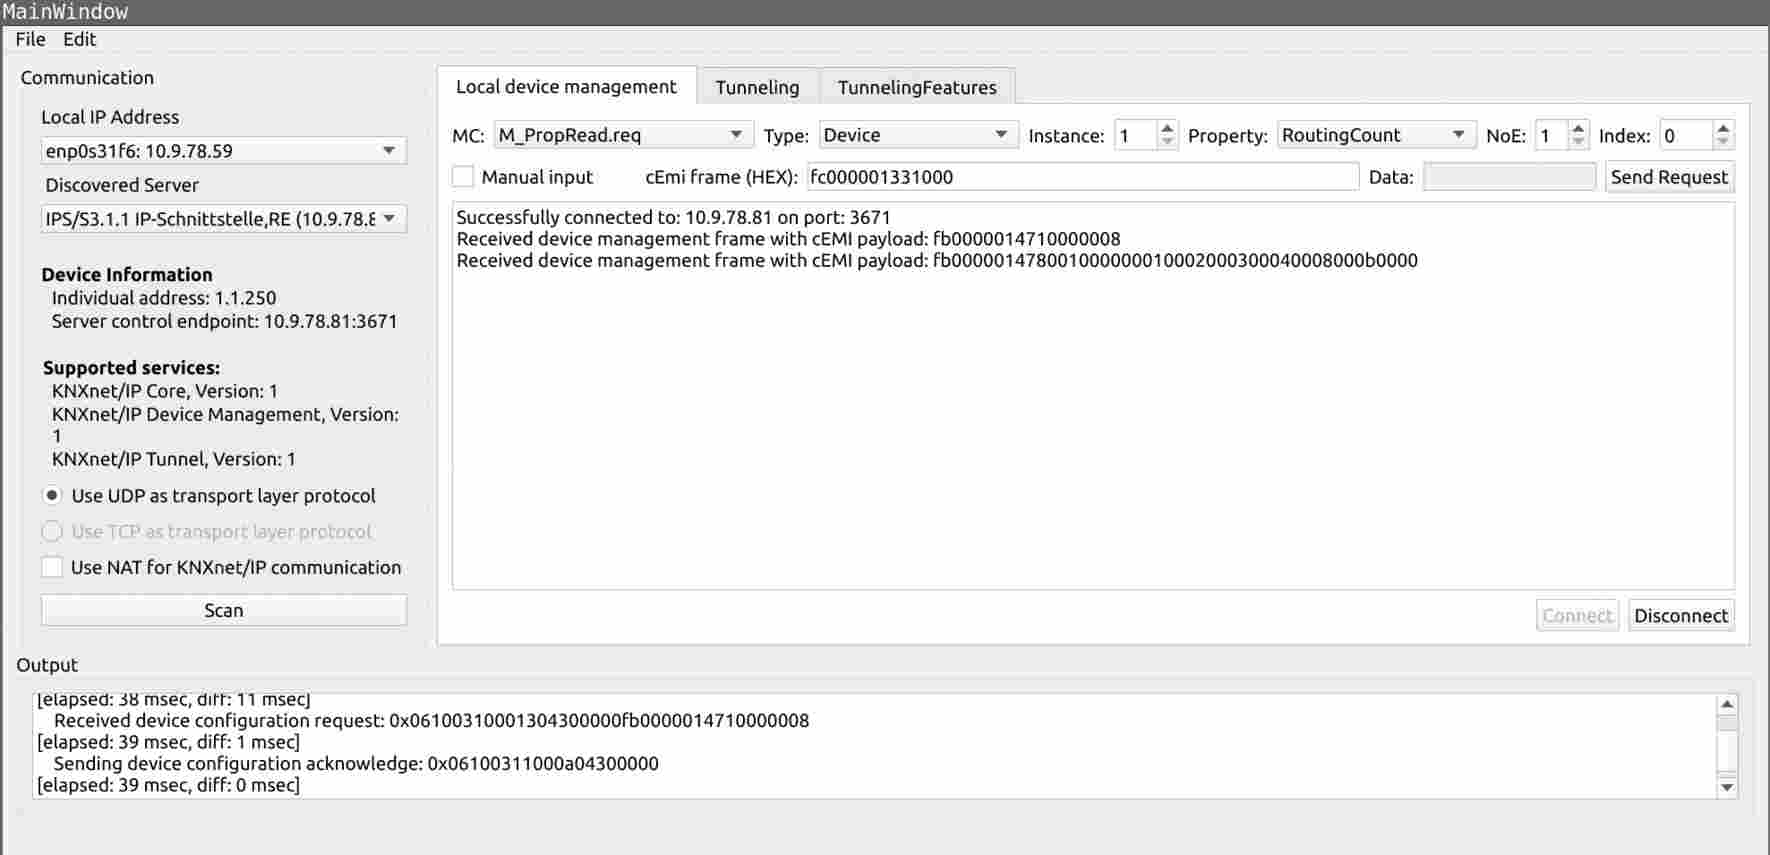 MainWindow
File Edit
Communication
Local IP Address
enp0s31f6: 10.9.78.59
Discovered Server
IPS/S3.1.1 IP-Schnittstelle,RE (10.9.78.8
Device Information
Individual address: 1.1.250
Server control endpoint: 10.9.78.81:3671
Supported services:
KNXnet/IP Core, Version: 1
KNXnet/IP Device Management, Version:
1
KNXnet/IP Tunnel, Version: 1
Use UDP as transport layer protocol
Use TCP as transport layer protocol
Use NAT for KNXnet/IP communication
Scan
Local device management Tunneling TunnelingFeatures
MC: M_PropRead.req Type: Device Instance: 1 Property: RoutingCount NoE: 1 Index: 0
Manual input cEmi frame (HEX): fc000001331000 Data: Send Request
Successfully connected to: 10.9.78.81 on port: 3671
Received device management frame with cEMI payload: fb0000014710000008
Received device management frame with cEMI payload: fb000001478001000000010002000300040008000b0000
Connect Disconnect
Output
[elapsed: 38 msec, diff: 11 msec]
Received device configuration request: 0x06100310001304300000fb0000014710000008
[elapsed: 39 msec, diff: 1 msec]
Sending device configuration acknowledge: 0x06100311000a04300000
[elapsed: 39 msec, diff: 0 msec]